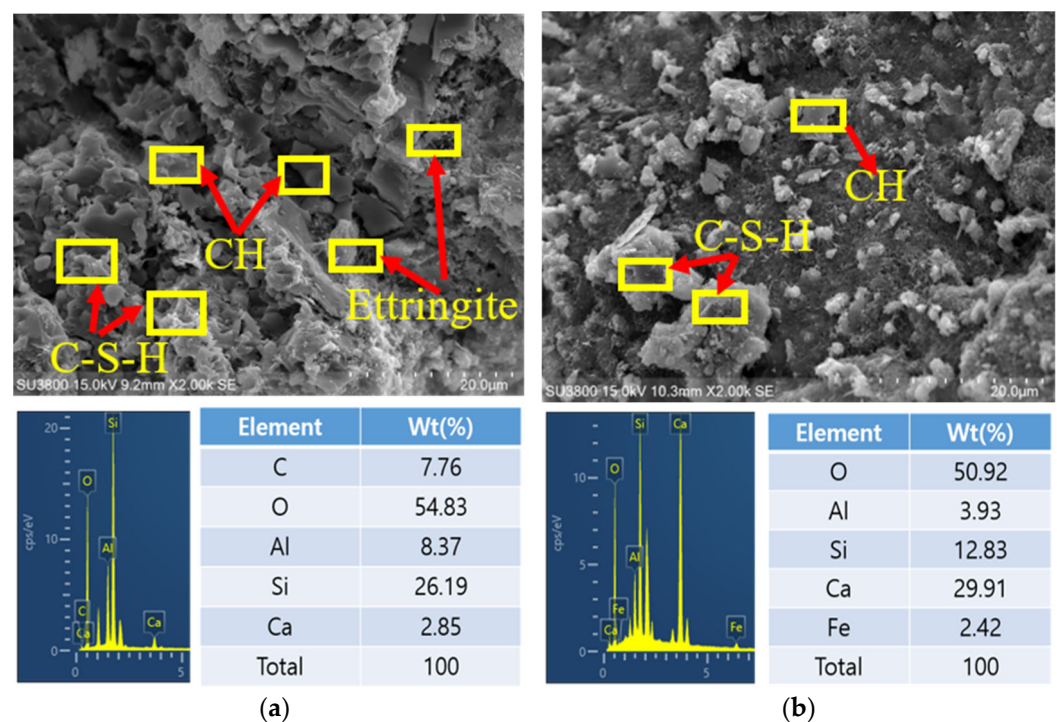 CH
Ettringite
C-S-H
SU3800 15.0kV 9.2mm X2.00k SE 20.0µm
CH
C-S-H
SU3800 15.0kV 10.3mm X2.00k SE 20.0µm
20
10
0
cps/eV
Si
O
Al
C
Ca
Ca
0 5
Element Wt(%)
C 7.76
O 54.83
Al 8.37
Si 26.19
Ca 2.85
Total 100
10
5
0
cps/eV
Si
Ca
O
Al
Fe
Ca
Fe
0 5
Element Wt(%)
O 50.92
Al 3.93
Si 12.83
Ca 29.91
Fe 2.42
Total 100
(a) (b)